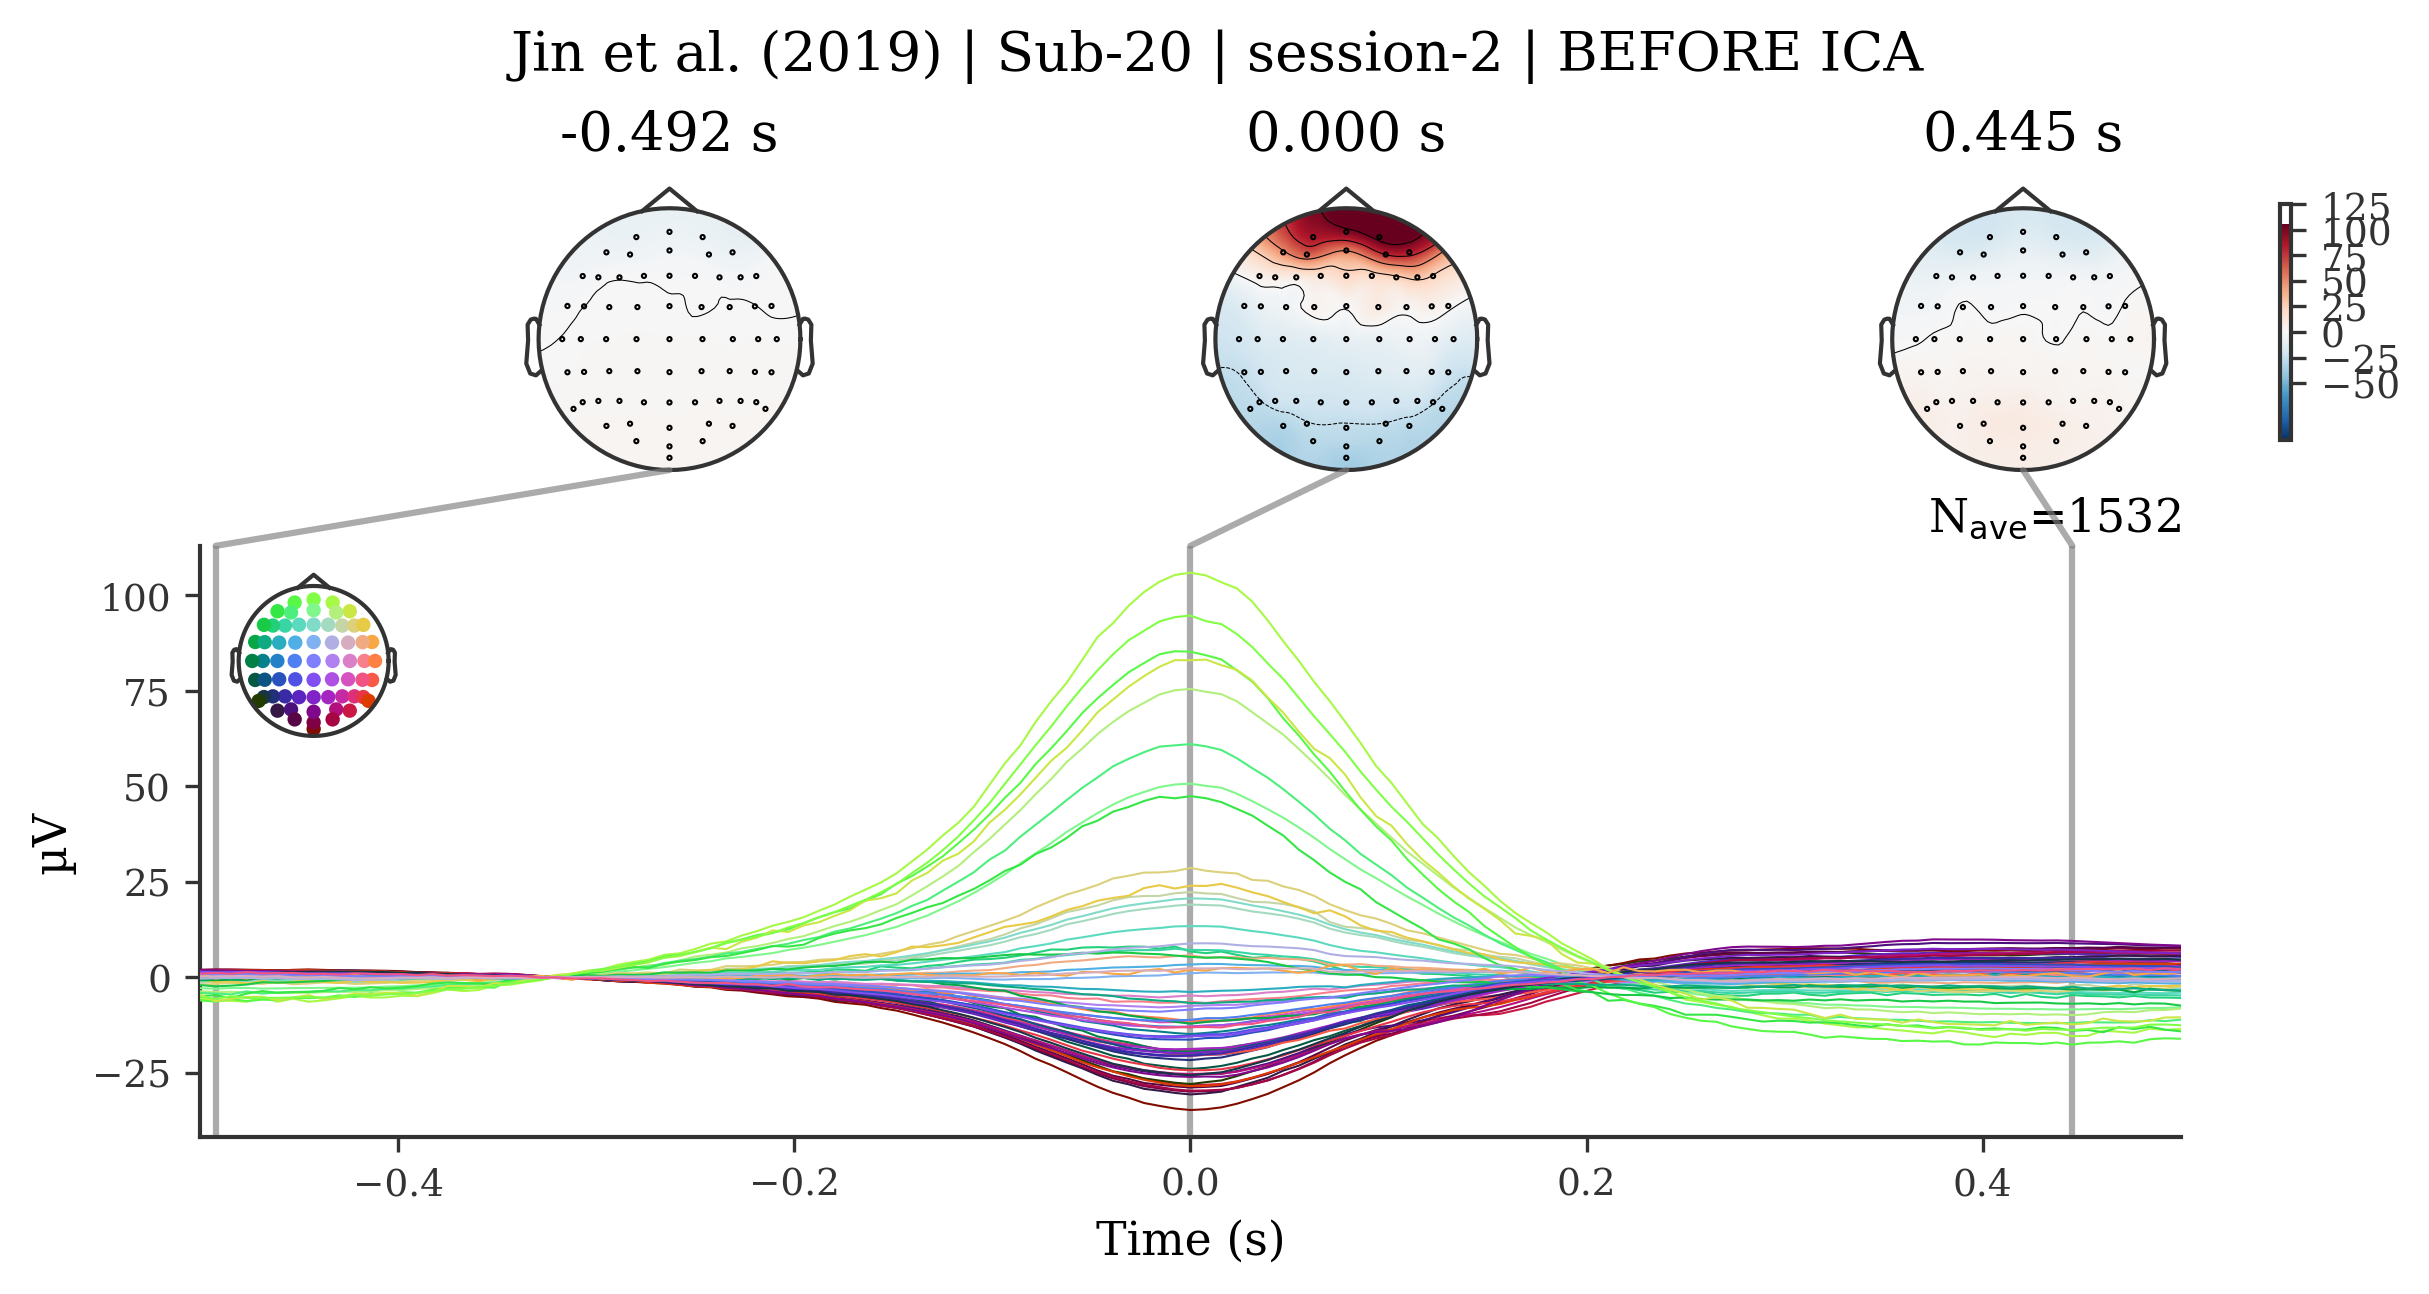 Jin et al. (2019) | Sub-20 | session-2 | BEFORE ICA
-0.492 s
0.000 s
0.445 s
125
100
75
50
25
0
−25
−50
Nave=1532
100
75
50
25
0
−25
µV
−0.4
−0.2
0.0
0.2
0.4
Time (s)